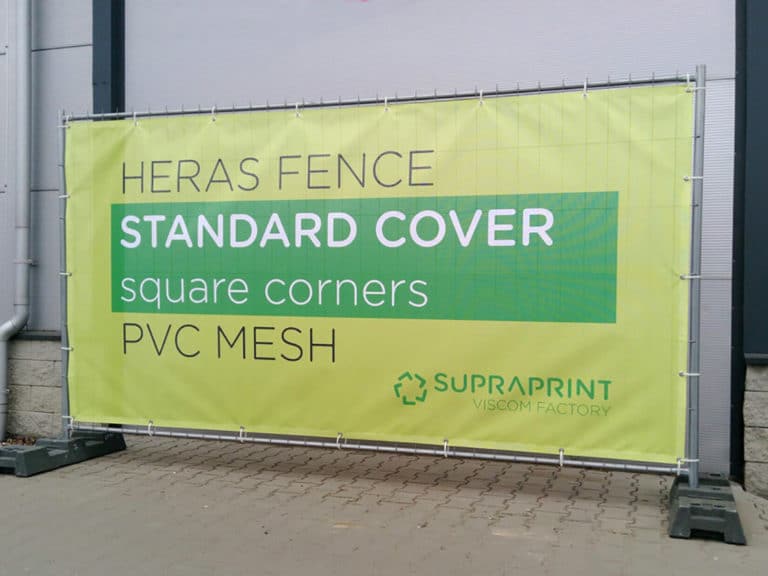 HERAS FENCE
STANDARD COVER
square corners
PVC MESH
SUPRAPRINT
VISCOM FACTORY